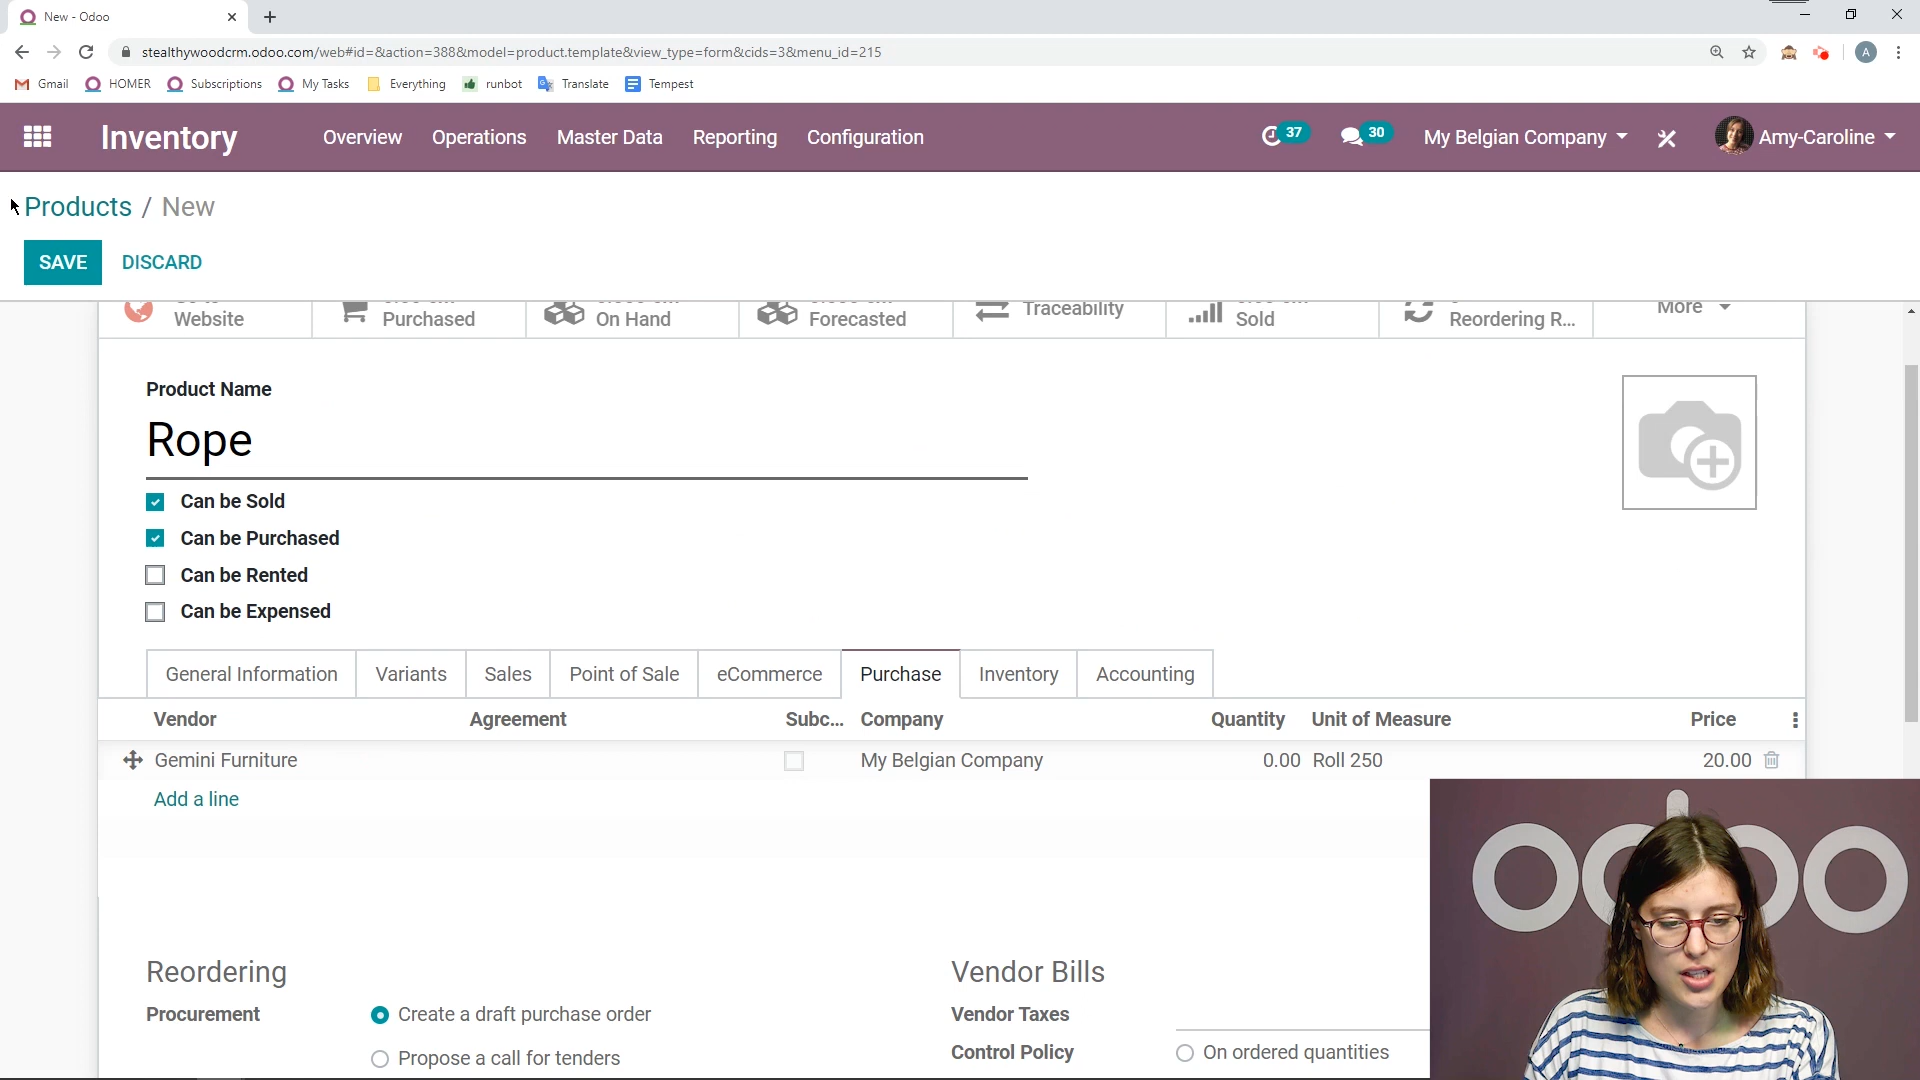 New - Odoo
stealthywoodcrm.odoo.com/web#id=&action=388&model=product.template&view_type=form&cids=3&menu_id=215
A
Gmail HOMER Subscriptions My Tasks Everything runbot Translate Tempest
Inventory Overview Operations Master Data Reporting Configuration 37 30 My Belgian Company Amy-Caroline
Products / New
SAVE DISCARD
Website Purchased On Hand Forecasted Traceability Sold Reordering R... More
Product Name
Rope
Can be Sold
Can be Purchased
Can be Rented
Can be Expensed
General Information Variants Sales Point of Sale eCommerce Purchase Inventory Accounting
Vendor Agreement Subc... Company Quantity Unit of Measure Price
Gemini Furniture My Belgian Company 0.00 Roll 250 20.00
Add a line
odoo
Reordering Vendor Bills
Procurement Create a draft purchase order Vendor Taxes
Propose a call for tenders Control Policy On ordered quantities